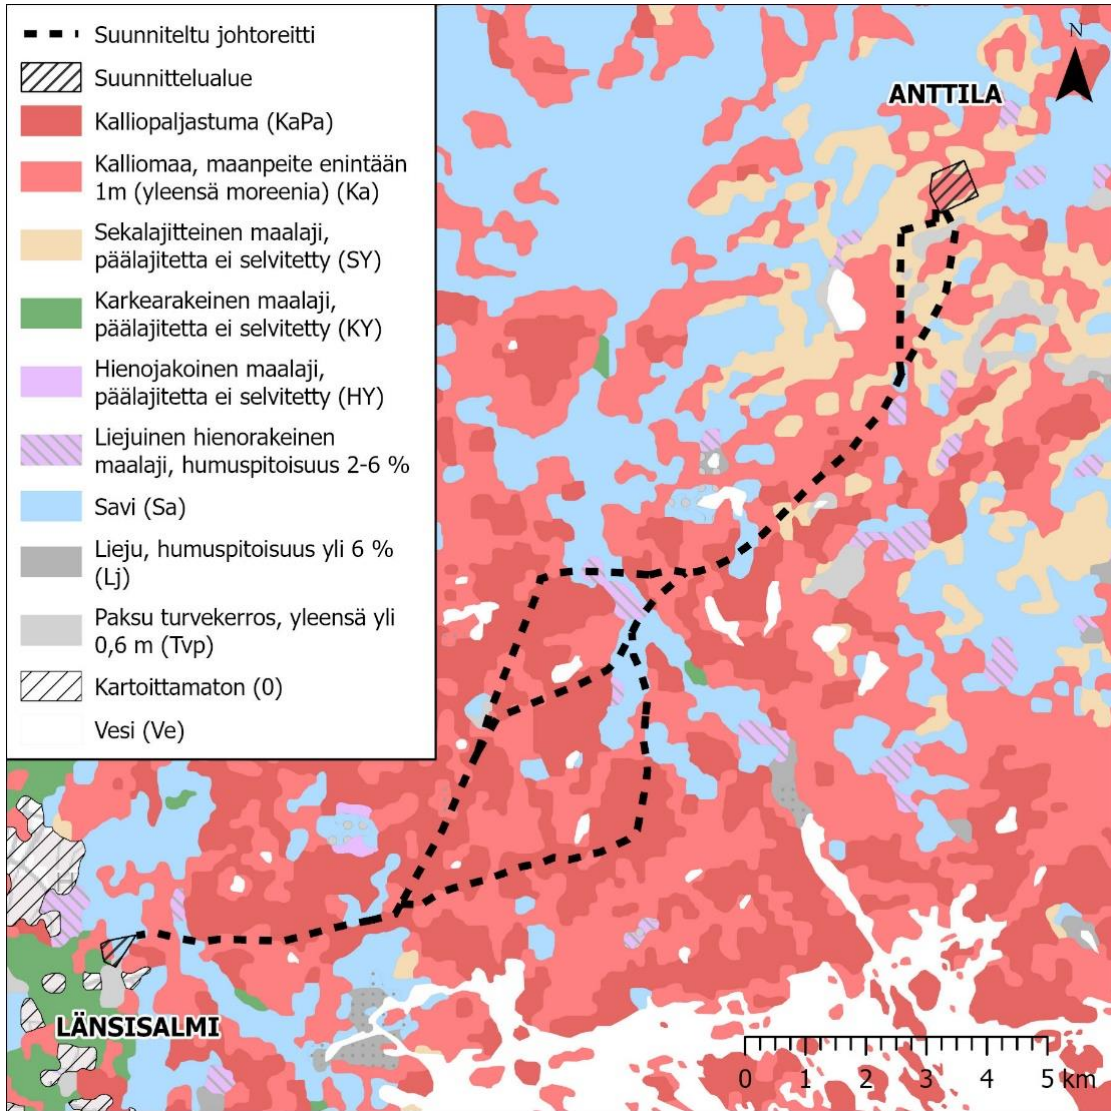 Suunniteltu johtoreitti
Suunnittelualue
Kalliopaljastuma (KaPa)
Kalliomaa, maanpeite enintään
1m (yleensä moreenia) (Ka)
Sekalajitteinen maalaji,
päälajitetta ei selvitetty (SY)
Karkearakeinen maalaji,
päälajitetta ei selvitetty (KY)
Hienojakoinen maalaji,
päälajitetta ei selvitetty (HY)
Liejuinen hienorakeinen
maalaji, humuspitoisuus 2-6 %
Savi (Sa)
Lieju, humuspitoisuus yli 6 %
(Lj)
Paksu turvekerros, yleensä yli
0,6 m (Tvp)
Kartoittamaton (0)
Vesi (Ve)
N
ANTTILA
LÄNSISALMI
0 1 2 3 4 5 km